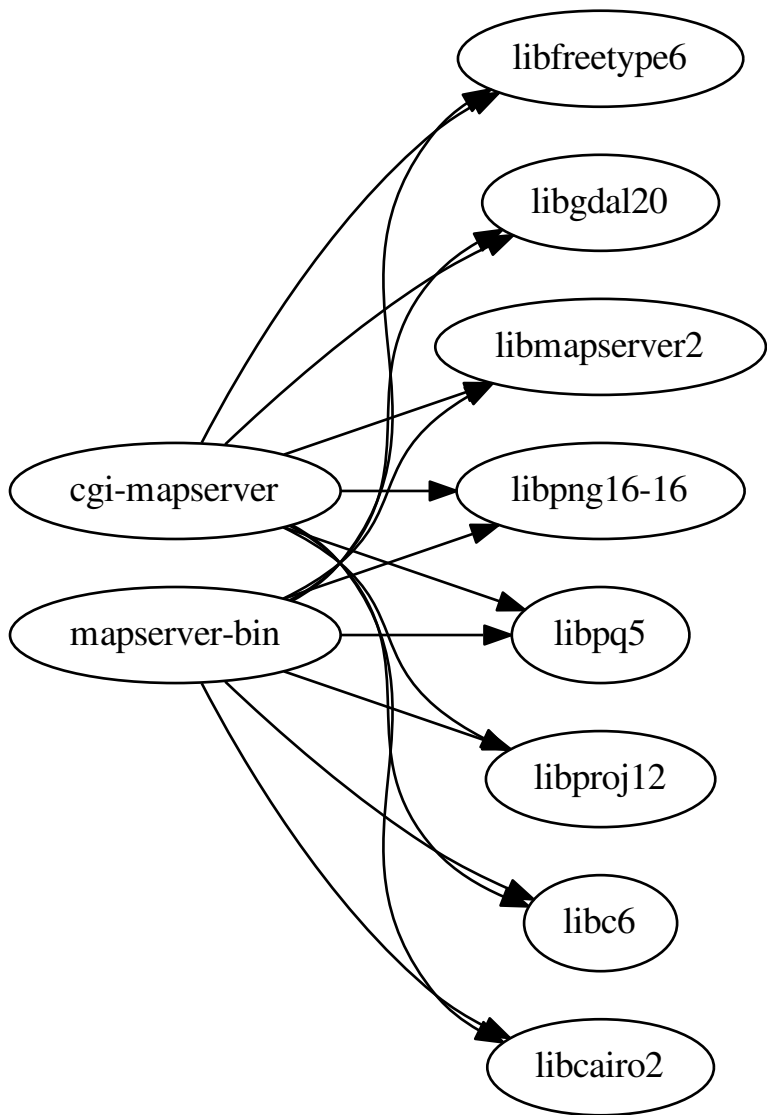 libfreetype6
libgdal20
libmapserver2
cgi-mapserver
libpng16-16
mapserver-bin
libpq5
libproj12
libc6
libcairo2